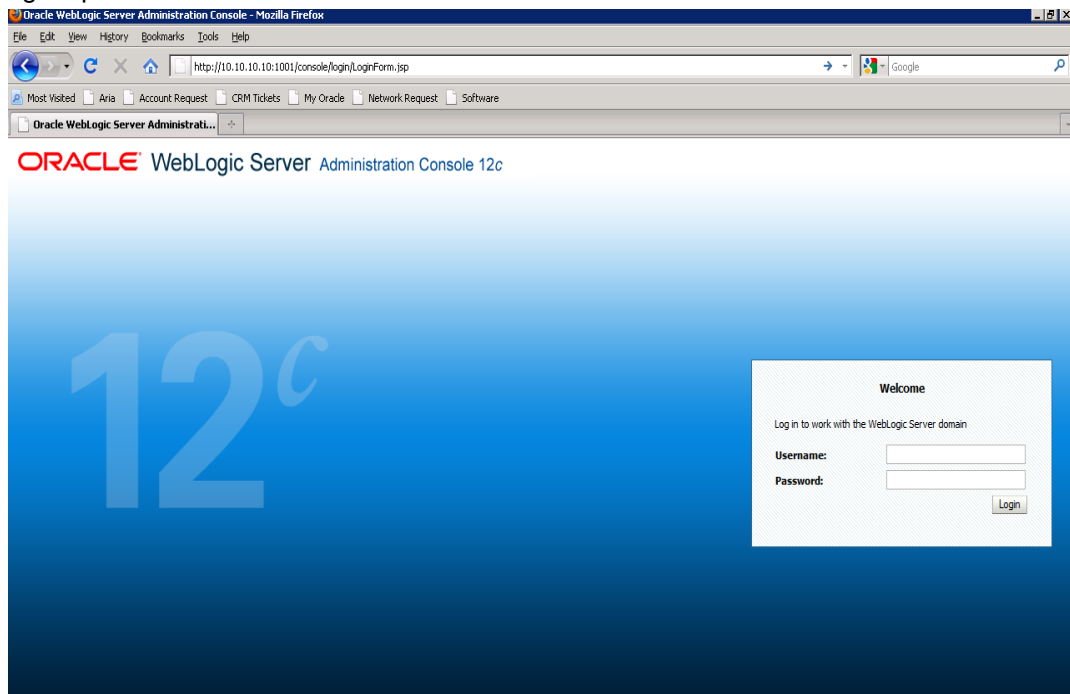 Oracle WebLogic Server Administration Console - Mozilla Firefox
File Edit View History Bookmarks Tools Help
http://10.10.10.10:1001/console/login/LoginForm.jsp Google
Most Visited Aria Account Request CRM Tickets My Oracle Network Request Software
Oracle WebLogic Server Administrati...
ORACLE WebLogic Server Administration Console 12c
12c
Welcome
Log in to work with the WebLogic Server domain
Username:
Password:
Login